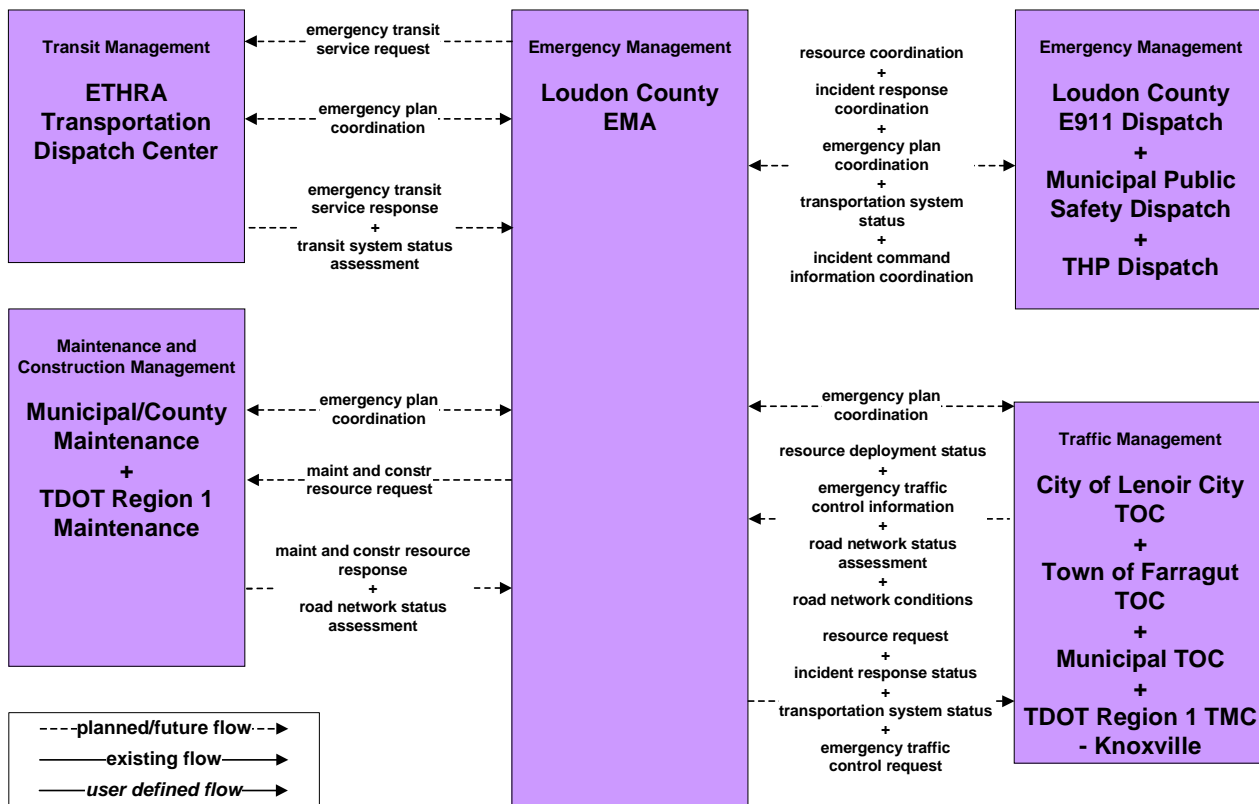 Transit Management
ETHRA
Transportation
Dispatch Center
emergency transit
service request
emergency plan
coordination
emergency transit
service response
+
transit system status
assessment
Maintenance and
Construction Management
Municipal/County
Maintenance
+
TDOT Region 1
Maintenance
emergency plan
coordination
maint and constr
resource request
maint and constr resource
response
+
road network status
assessment
Emergency Management
Loudon County
EMA
resource coordination
+
incident response
coordination
+
emergency plan
coordination
+
transportation system
status
+
incident command
information coordination
Emergency Management
Loudon County
E911 Dispatch
+
Municipal Public
Safety Dispatch
+
THP Dispatch
emergency plan
coordination
resource deployment status
+
emergency traffic
control information
+
road network status
assessment
+
road network conditions
resource request
+
incident response status
+
transportation system status
+
emergency traffic
control request
Traffic Management
City of Lenoir City
TOC
+
Town of Farragut
TOC
+
Municipal TOC
+
TDOT Region 1 TMC
- Knoxville
planned/future flow
existing flow
user defined flow